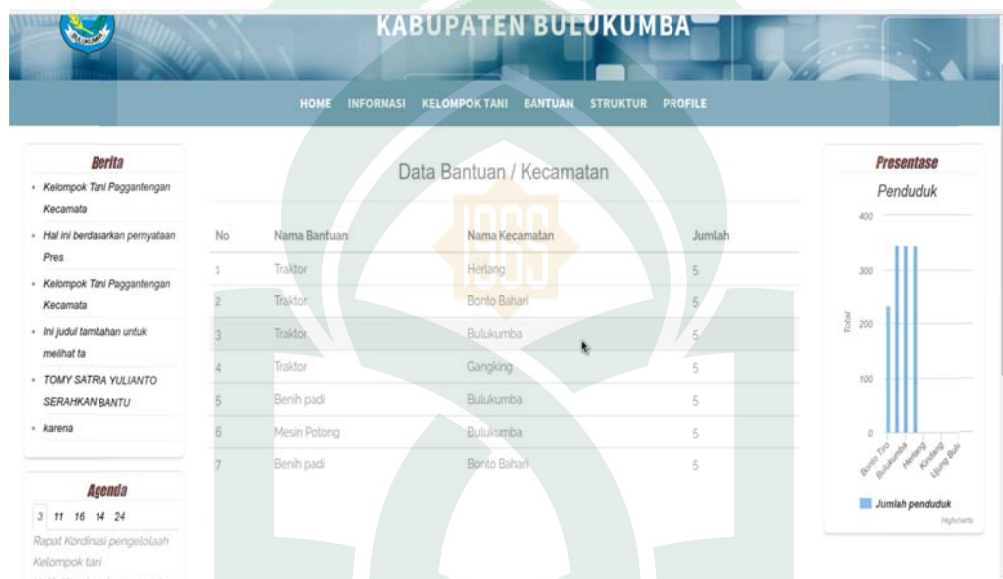 KABUPATEN BULUKUMBA
HOME INFORMASI KELOMPOK TANI BANTUAN STRUKTUR PROFILE
Berita
Kelompok Tani Paggantengan
Kecamata
Hal ini berdasarkan pernyataan
Pres
Kelompok Tani Paggantengan
Kecamata
Ini judul tamtahan untuk
melihat ta
TOMY SATRIA YULIANTO
SERAHKAN BANTU
karena
Agenda
3 11 16 14 24
Rapat Kordinasi pengelolaah
Kelompok tari
Data Bantuan / Kecamatan
No Nama Bantuan Nama Kecamatan Jumlah
1 Traktor Herlang 5
2 Traktor Bonto Bahari 5
3 Traktor Bulukumba 5
4 Traktor Gangking 5
5 Benih padi Bulukumba 5
6 Mesin Potong Bulukumba 5
7 Benih padi Bonto Bahari 5
1965
Presentase
Penduduk
400
300
200
100
0
Total
Bonto Tiro
Bulukumba
Herlang
Kindang
Ujung Bulu
Jumlah penduduk
Highcharts